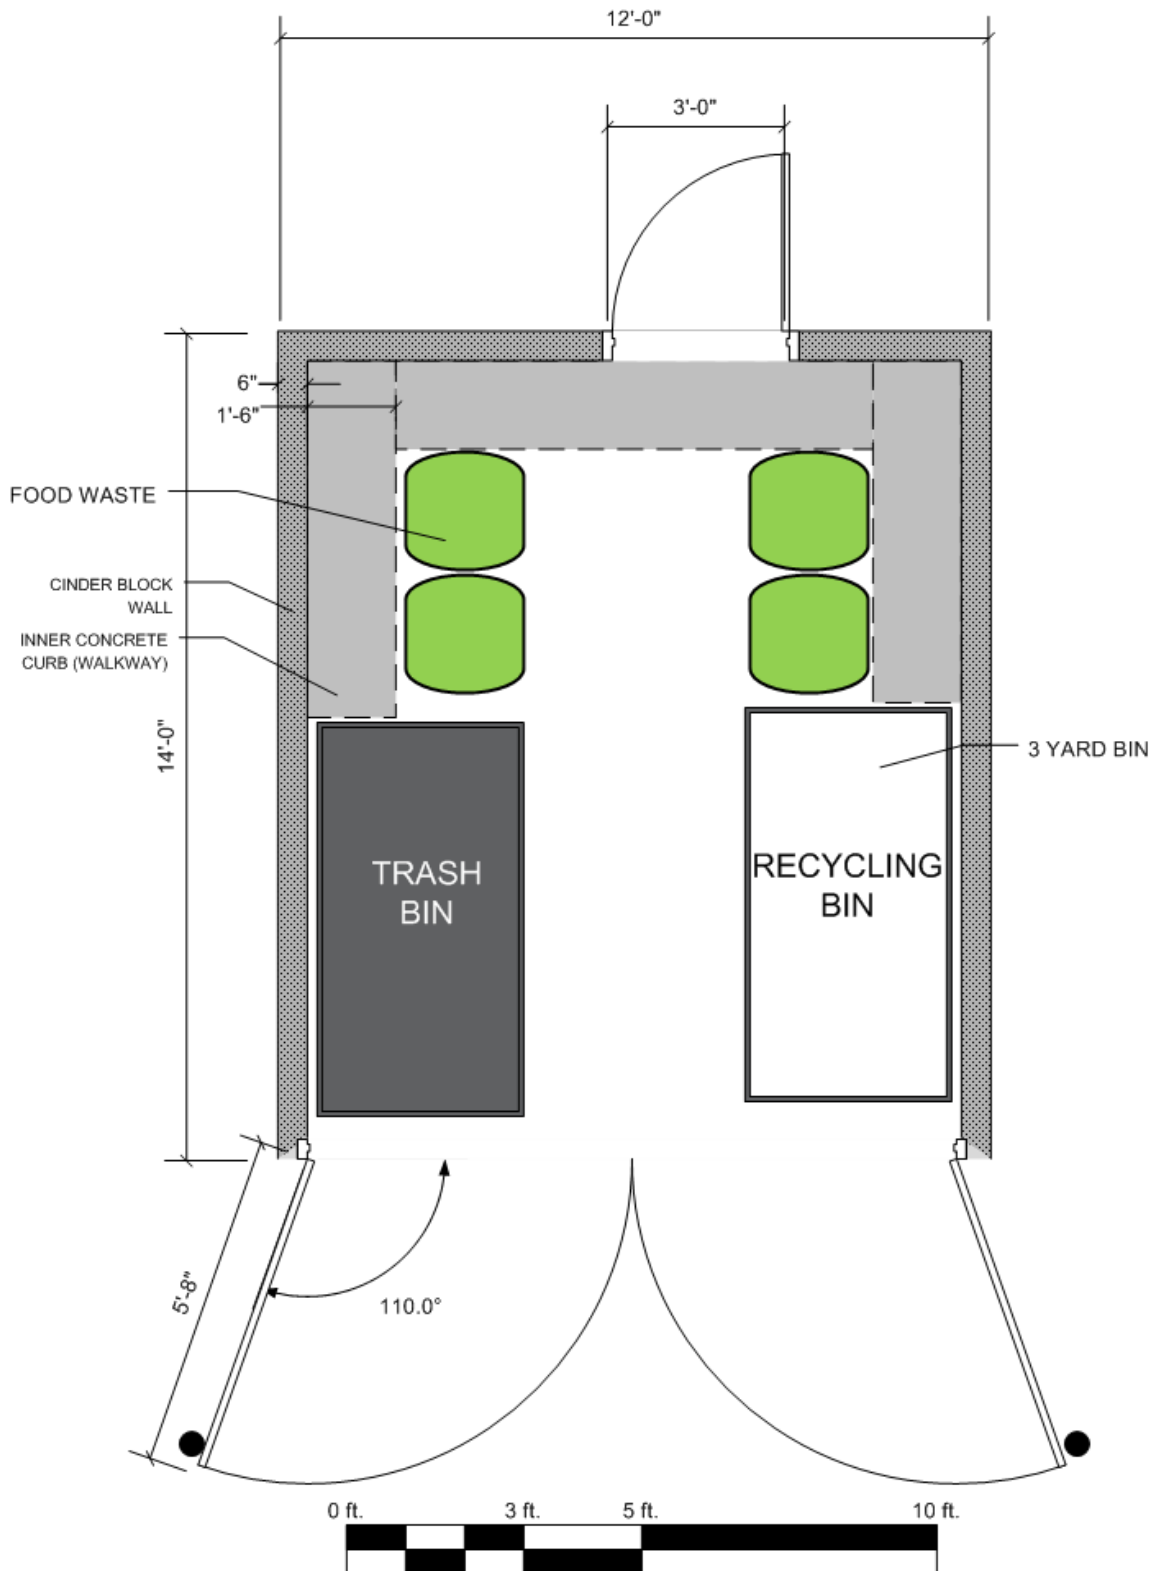 12'-0"
3'-0"
6"
1'-6"
FOOD WASTE
CINDER BLOCK
WALL
INNER CONCRETE
CURB (WALKWAY)
14'-0"
3 YARD BIN
TRASH
BIN
RECYCLING
BIN
5'-8"
110.0°
0 ft. 3 ft. 5 ft. 10 ft.